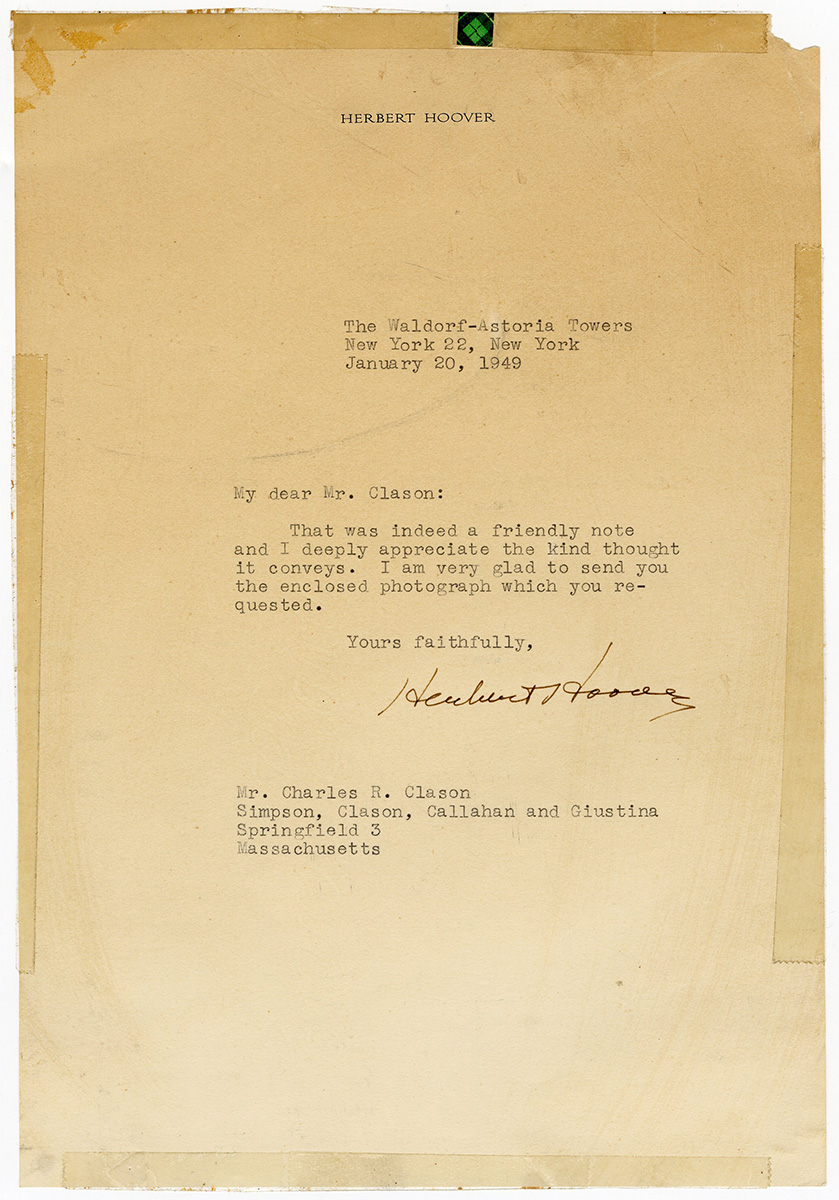 HERBERT HOOVER
The Waldorf-Astoria Towers
New York 22, New York
January 20, 1949
My dear Mr. Clason:
That was indeed a friendly note
and I deeply appreciate the kind thought
it conveys. I am very glad to send you
the enclosed photograph which you re-
quested.
Yours faithfully,
Herbert Hoover
Mr. Charles R. Clason
Simpson, Clason, Callahan and Giustina
Springfield 3
Massachusetts